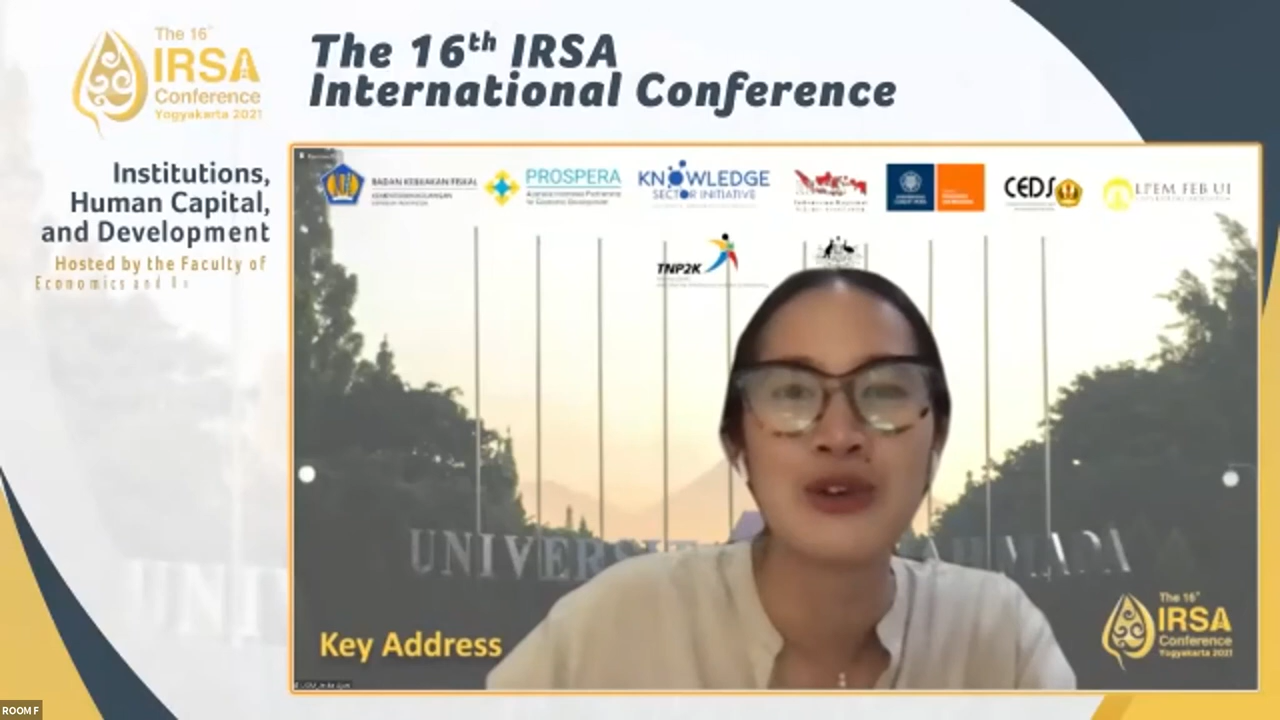 The 16th
IRSA
Conference
Yogyakarta 2021
The 16th IRSA
International Conference
Institutions,
Human Capital,
and Development
Hosted by the Faculty of
Economics and
BADAN KEBIJAKAN FISKAL
PROSPERA
KNOWLEDGE
SECTOR INITIATIVE
CEDS
LPEM FEB UI
TNP2K
UNIVERSI
Key Address
The 16th
IRSA
Conference
Yogyakarta 2021
ROOM F